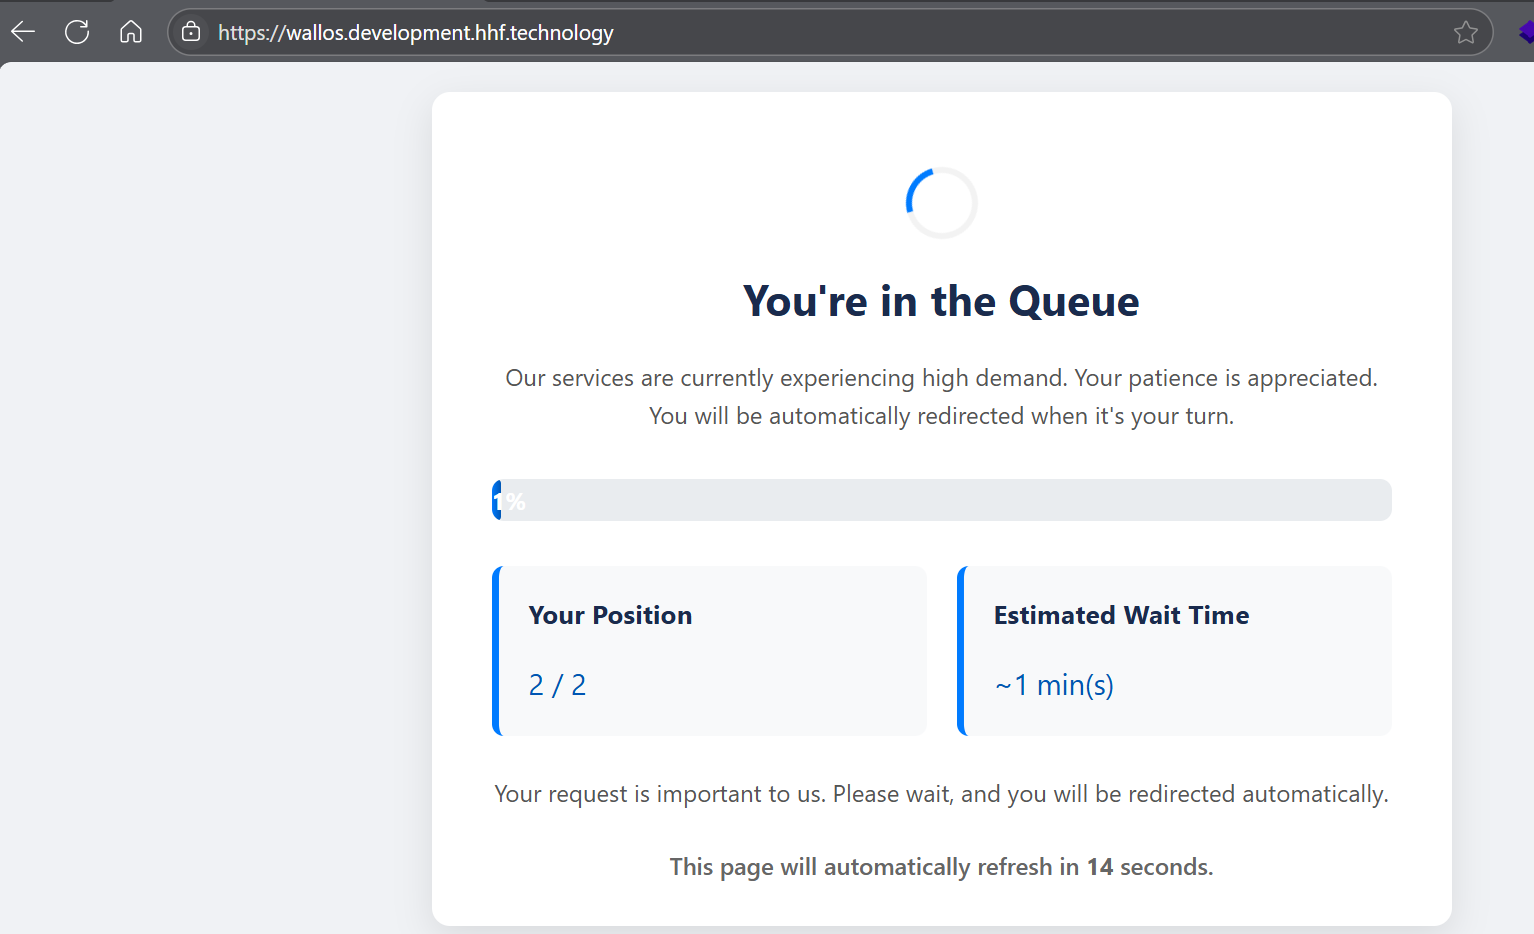 https://wallos.development.hhf.technology
You're in the Queue
Our services are currently experiencing high demand. Your patience is appreciated.
You will be automatically redirected when it's your turn.
1%
Your Position
2 / 2
Estimated Wait Time
~1 min(s)
Your request is important to us. Please wait, and you will be redirected automatically.
This page will automatically refresh in 14 seconds.